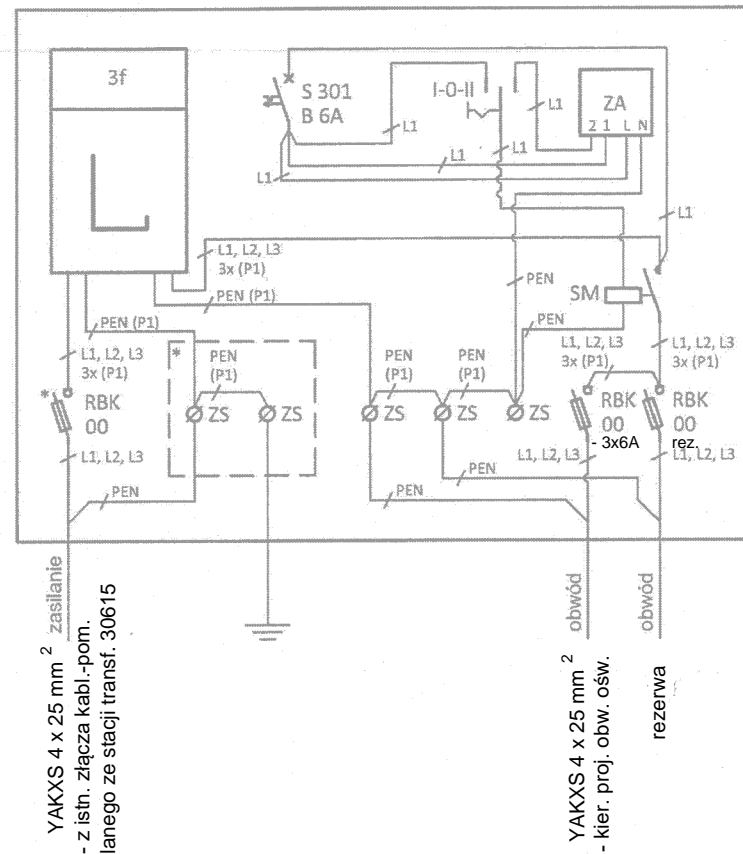 3f
S 301
B 6A
I-0-II
ZA
2 1 L N
L1
L1
L1
L1
L1
L1
L1, L2, L3
3x (P1)
PEN (P1)
PEN
SM
PEN
PEN (P1)
L1, L2, L3
3x (P1)
*
PEN
(P1)
PEN
(P1)
PEN
(P1)
L1, L2, L3
3x (P1)
L1, L2, L3
3x (P1)
*
RBK
00
ZS
ZS
ZS
ZS
ZS
RBK
00
- 3x6A
RBK
00
rez.
L1, L2, L3
L1, L2, L3
L1, L2, L3
PEN
PEN
PEN
zasilanie
YAKXS 4 x 25 mm 2
- z istn. złącza kabl.-pom.
lanego ze stacji transf. 30615
obwód
YAKXS 4 x 25 mm 2
- kier. proj. obw. ośw.
obwód
rezerwa